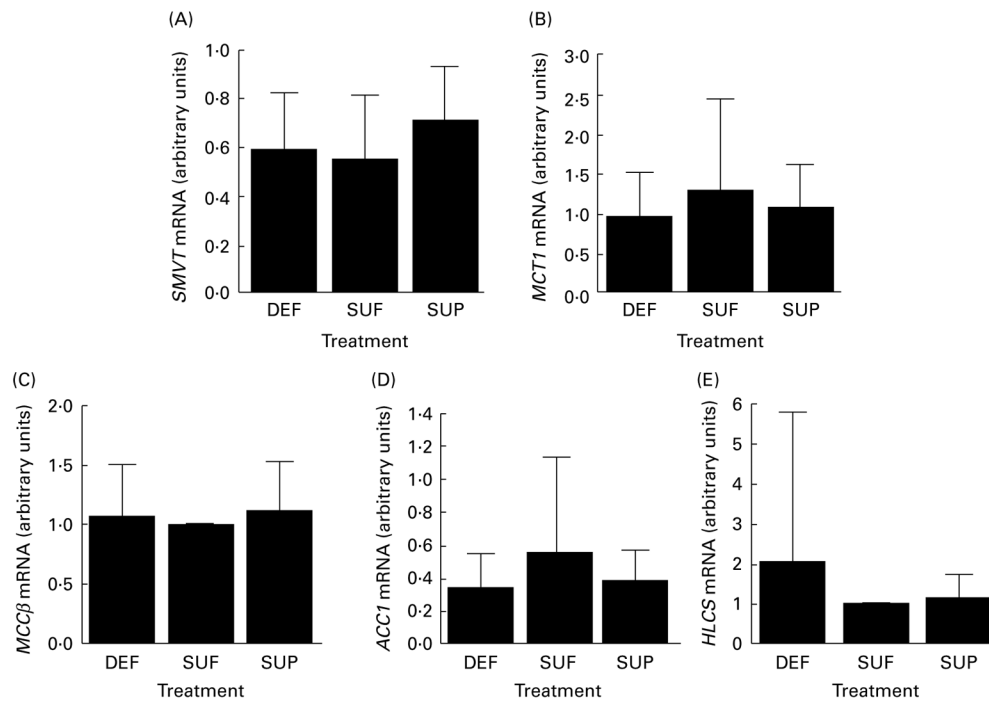 (A)
SMVT mRNA (arbitrary units)
1·0
0·8
0·6
0·4
0·2
0·0
DEF SUF SUP
Treatment
(B)
MCT1 mRNA (arbitrary units)
3·0
2·5
2·0
1·5
1·0
0·5
0·0
DEF SUF SUP
Treatment
(C)
MCCβ mRNA (arbitrary units)
2·0
1·5
1·0
0·5
0·0
DEF SUF SUP
Treatment
(D)
ACC1 mRNA (arbitrary units)
1·4
1·2
1·0
0·8
0·6
0·4
0·2
0·0
DEF SUF SUP
Treatment
(E)
HLCS mRNA (arbitrary units)
6
5
4
3
2
1
0
DEF SUF SUP
Treatment